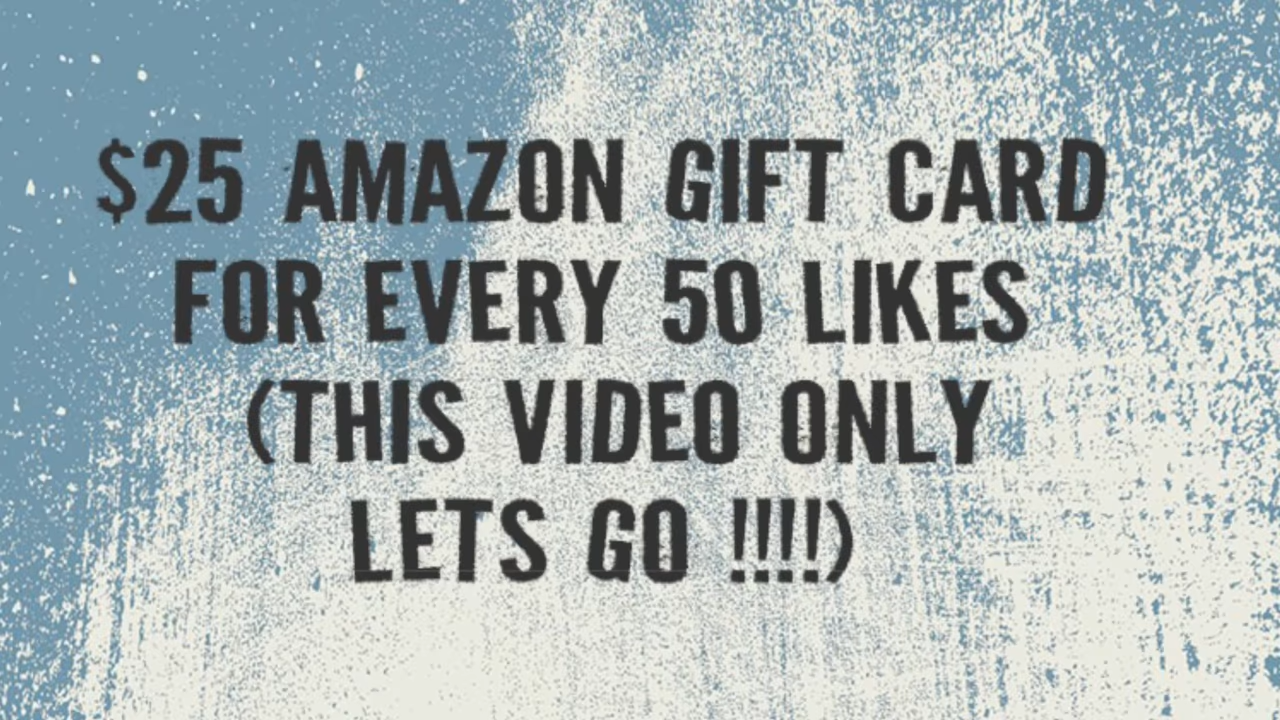 $25 AMAZON GIFT CARD
FOR EVERY 50 LIKES
(THIS VIDEO ONLY
LETS GO !!!!)